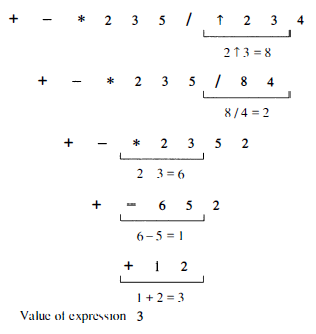 + − * 2 3 5 / ↑ 2 3 4
2 ↑ 3 = 8
+ − * 2 3 5 / 8 4
8 / 4 = 2
+ − * 2 3 5 2
2 3 = 6
+ − 6 5 2
6 − 5 = 1
+ 1 2
1 + 2 = 3
Value of expression 3